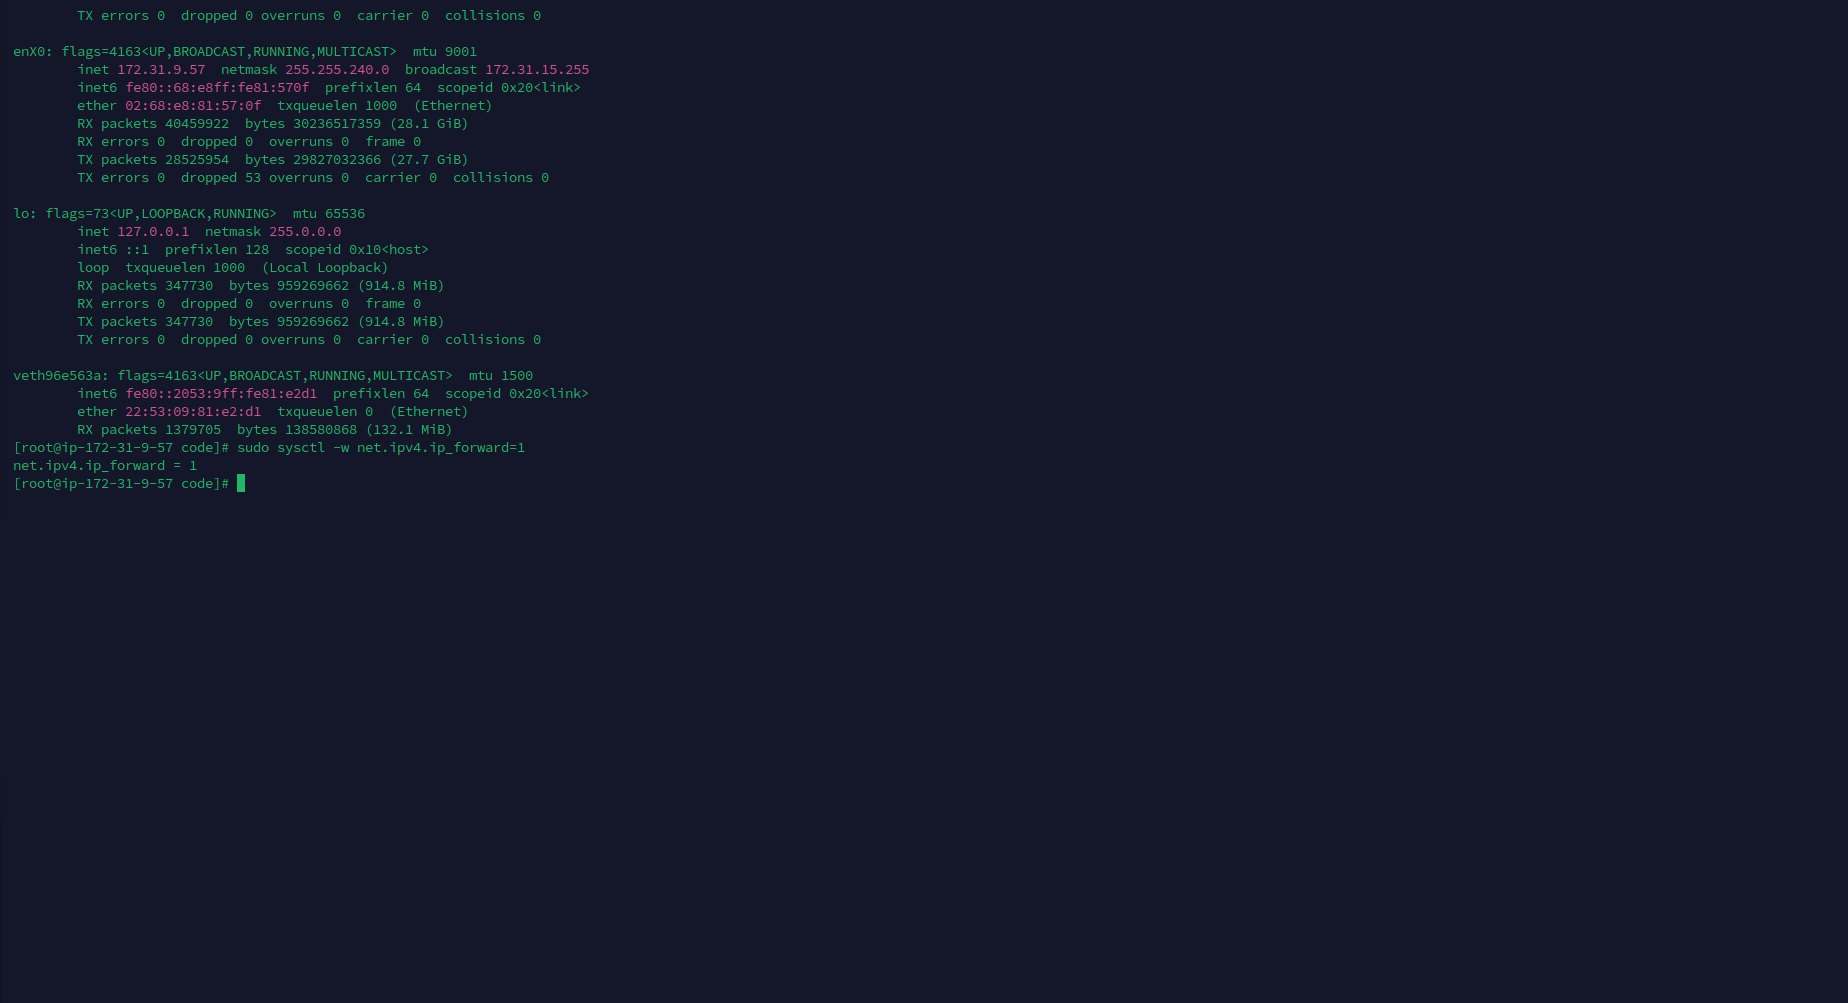 TX errors 0  dropped 0 overruns 0  carrier 0  collisions 0
enX0: flags=4163<UP,BROADCAST,RUNNING,MULTICAST>  mtu 9001
inet 172.31.9.57  netmask 255.255.240.0  broadcast 172.31.15.255
inet6 fe80::68:e8ff:fe81:570f  prefixlen 64  scopeid 0x20<link>
ether 02:68:e8:81:57:0f  txqueuelen 1000  (Ethernet)
RX packets 40459922  bytes 30236517359 (28.1 GiB)
RX errors 0  dropped 0  overruns 0  frame 0
TX packets 28525954  bytes 29827032366 (27.7 GiB)
TX errors 0  dropped 53 overruns 0  carrier 0  collisions 0
lo: flags=73<UP,LOOPBACK,RUNNING>  mtu 65536
inet 127.0.0.1  netmask 255.0.0.0
inet6 ::1  prefixlen 128  scopeid 0x10<host>
loop  txqueuelen 1000  (Local Loopback)
RX packets 347730  bytes 959269662 (914.8 MiB)
RX errors 0  dropped 0  overruns 0  frame 0
TX packets 347730  bytes 959269662 (914.8 MiB)
TX errors 0  dropped 0 overruns 0  carrier 0  collisions 0
veth96e563a: flags=4163<UP,BROADCAST,RUNNING,MULTICAST>  mtu 1500
inet6 fe80::2053:9ff:fe81:e2d1  prefixlen 64  scopeid 0x20<link>
ether 22:53:09:81:e2:d1  txqueuelen 0  (Ethernet)
RX packets 1379705  bytes 138580868 (132.1 MiB)
[root@ip-172-31-9-57 code]# sudo sysctl -w net.ipv4.ip_forward=1
net.ipv4.ip_forward = 1
[root@ip-172-31-9-57 code]#